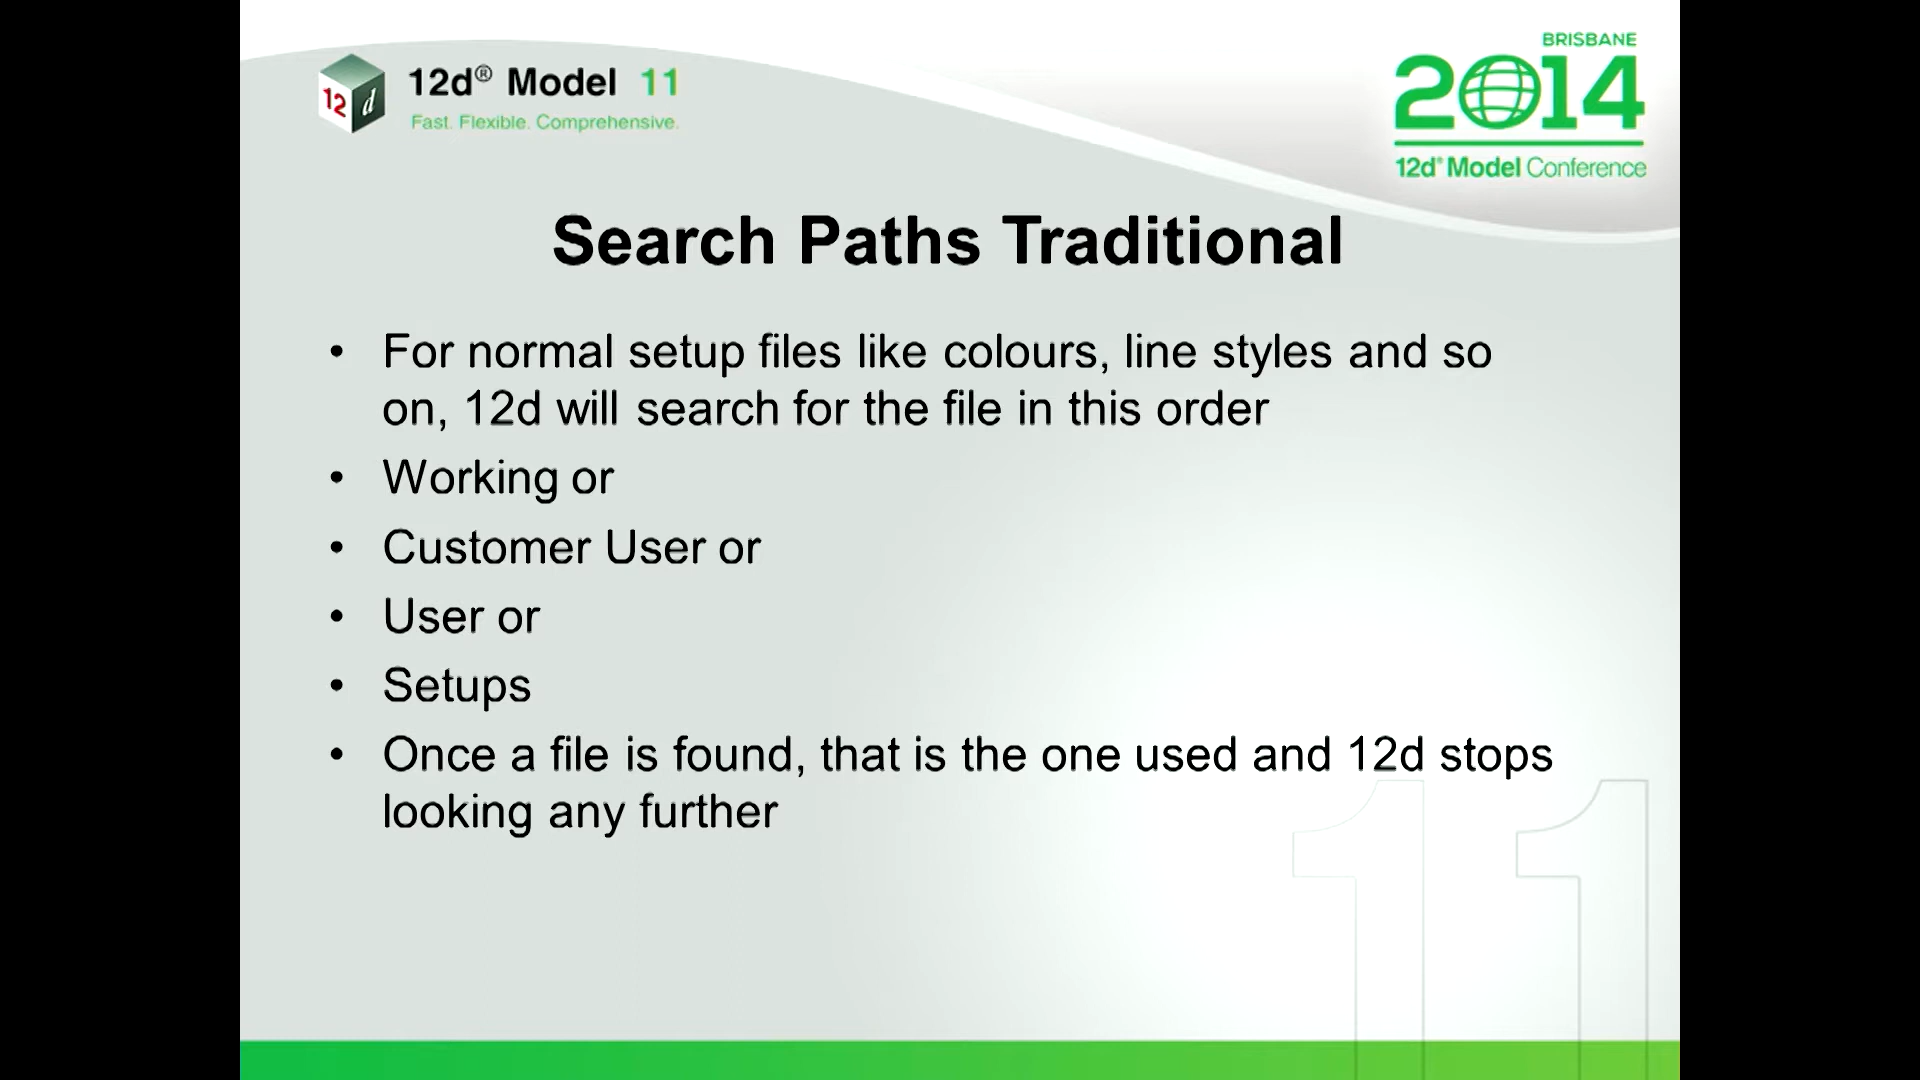 12 d
12d® Model 11
Fast. Flexible. Comprehensive.
BRISBANE
2014
12d® Model Conference
Search Paths Traditional
• For normal setup files like colours, line styles and so
on, 12d will search for the file in this order
• Working or
• Customer User or
• User or
• Setups
• Once a file is found, that is the one used and 12d stops
looking any further
11